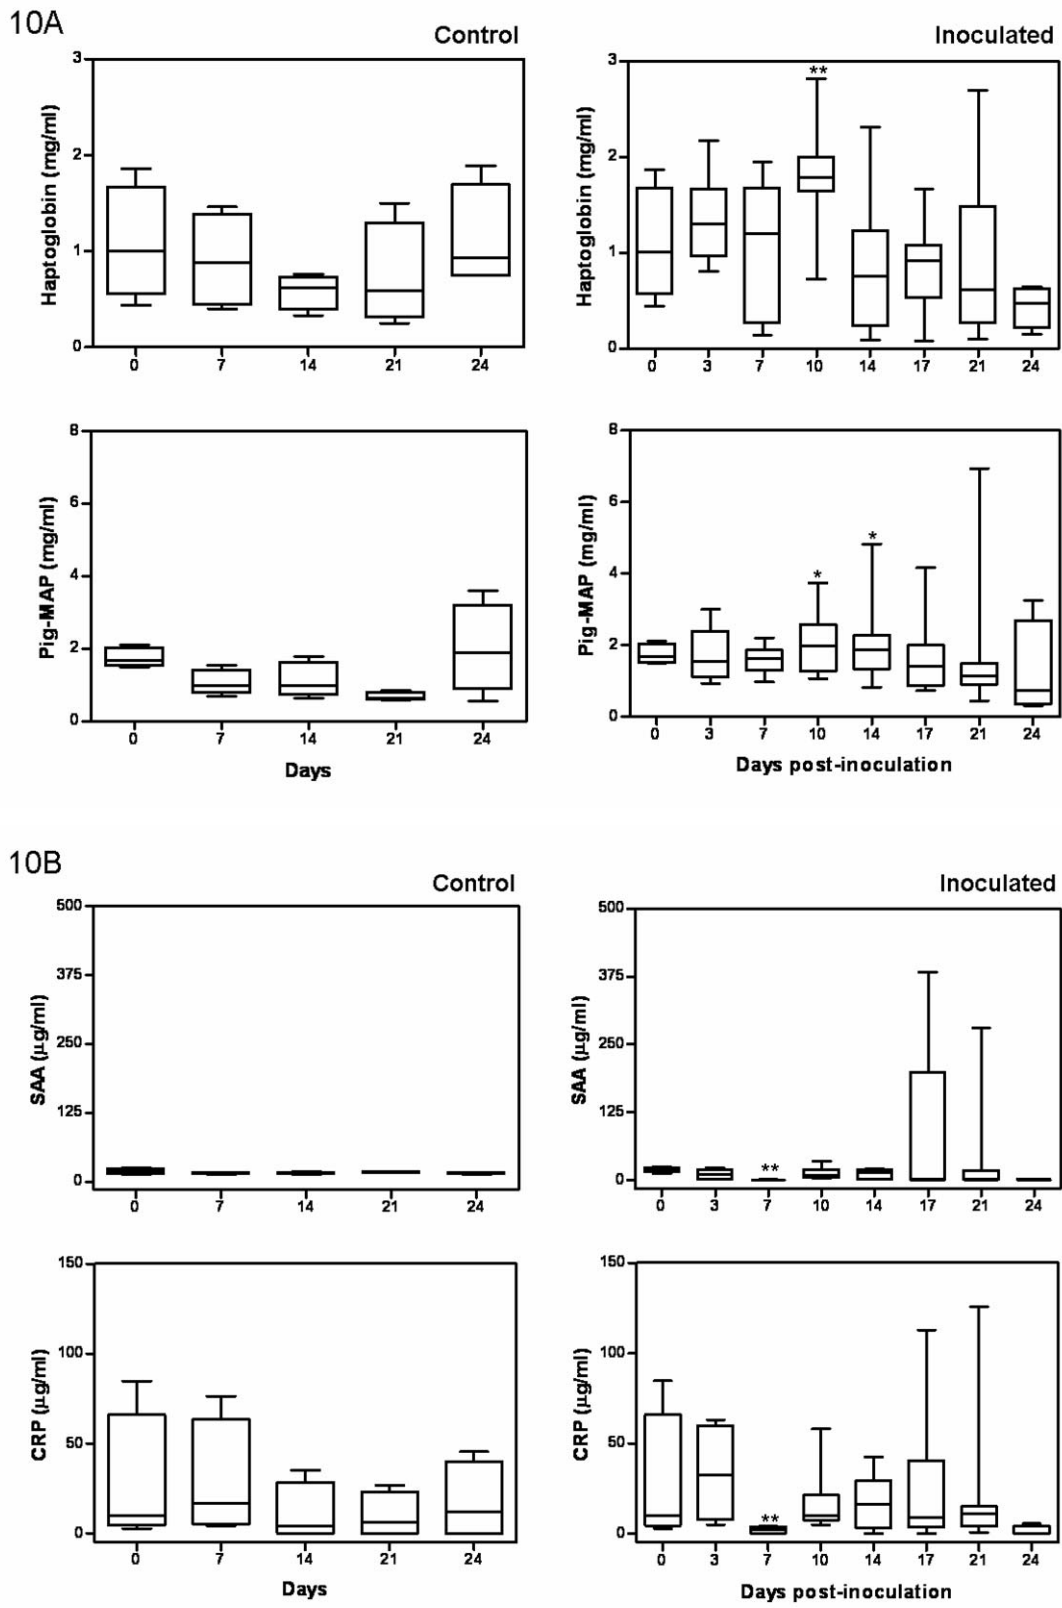 10A
Control
Inoculated
Haptoglobin (mg/ml)
3
2
1
0
0 7 14 21 24
Haptoglobin (mg/ml)
3
2
1
0
**
0 3 7 10 14 17 21 24
Pig-MAP (mg/ml)
8
6
4
2
0
0 7 14 21 24
Days
Pig-MAP (mg/ml)
8
6
4
2
0
*
*
0 3 7 10 14 17 21 24
Days post-inoculation
10B
Control
Inoculated
SAA (µg/ml)
500
375
250
125
0
0 7 14 21 24
SAA (µg/ml)
500
375
250
125
0
**
0 3 7 10 14 17 21 24
CRP (µg/ml)
150
100
50
0
0 7 14 21 24
Days
CRP (µg/ml)
150
100
50
0
**
0 3 7 10 14 17 21 24
Days post-inoculation